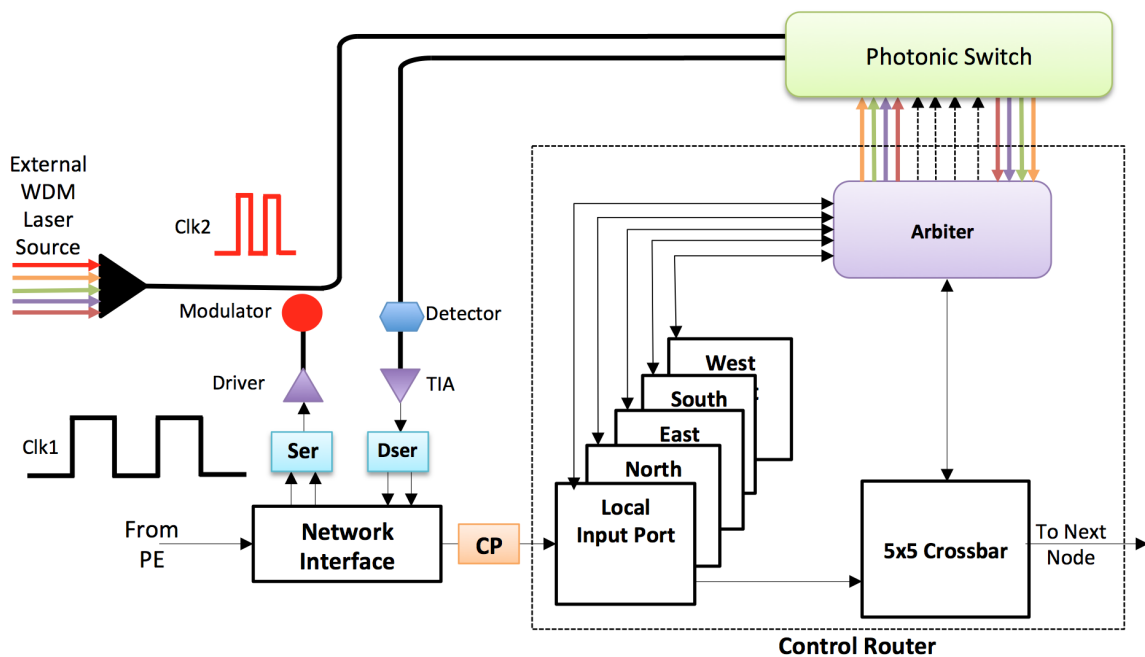 Photonic Switch
External
WDM
Laser
Source
Clk2
Arbiter
Modulator
Detector
Driver
TIA
West
South
East
North
Local
Input Port
Clk1
Ser
Dser
From
PE
Network
Interface
CP
5x5 Crossbar
To Next
Node
Control Router